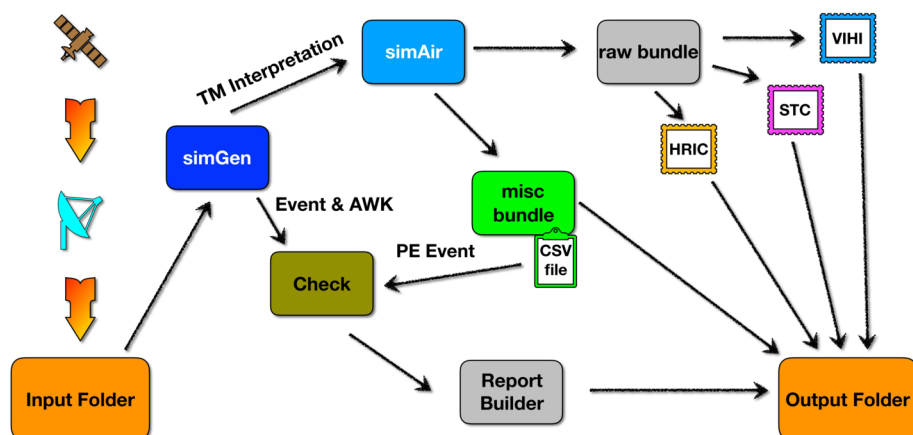 VIHI
simAir
raw bundle
TM Interpretation
STC
HRIC
simGen
misc
bundle
Event & AWK
CSV
file
PE Event
Check
Report
Builder
Input Folder
Output Folder